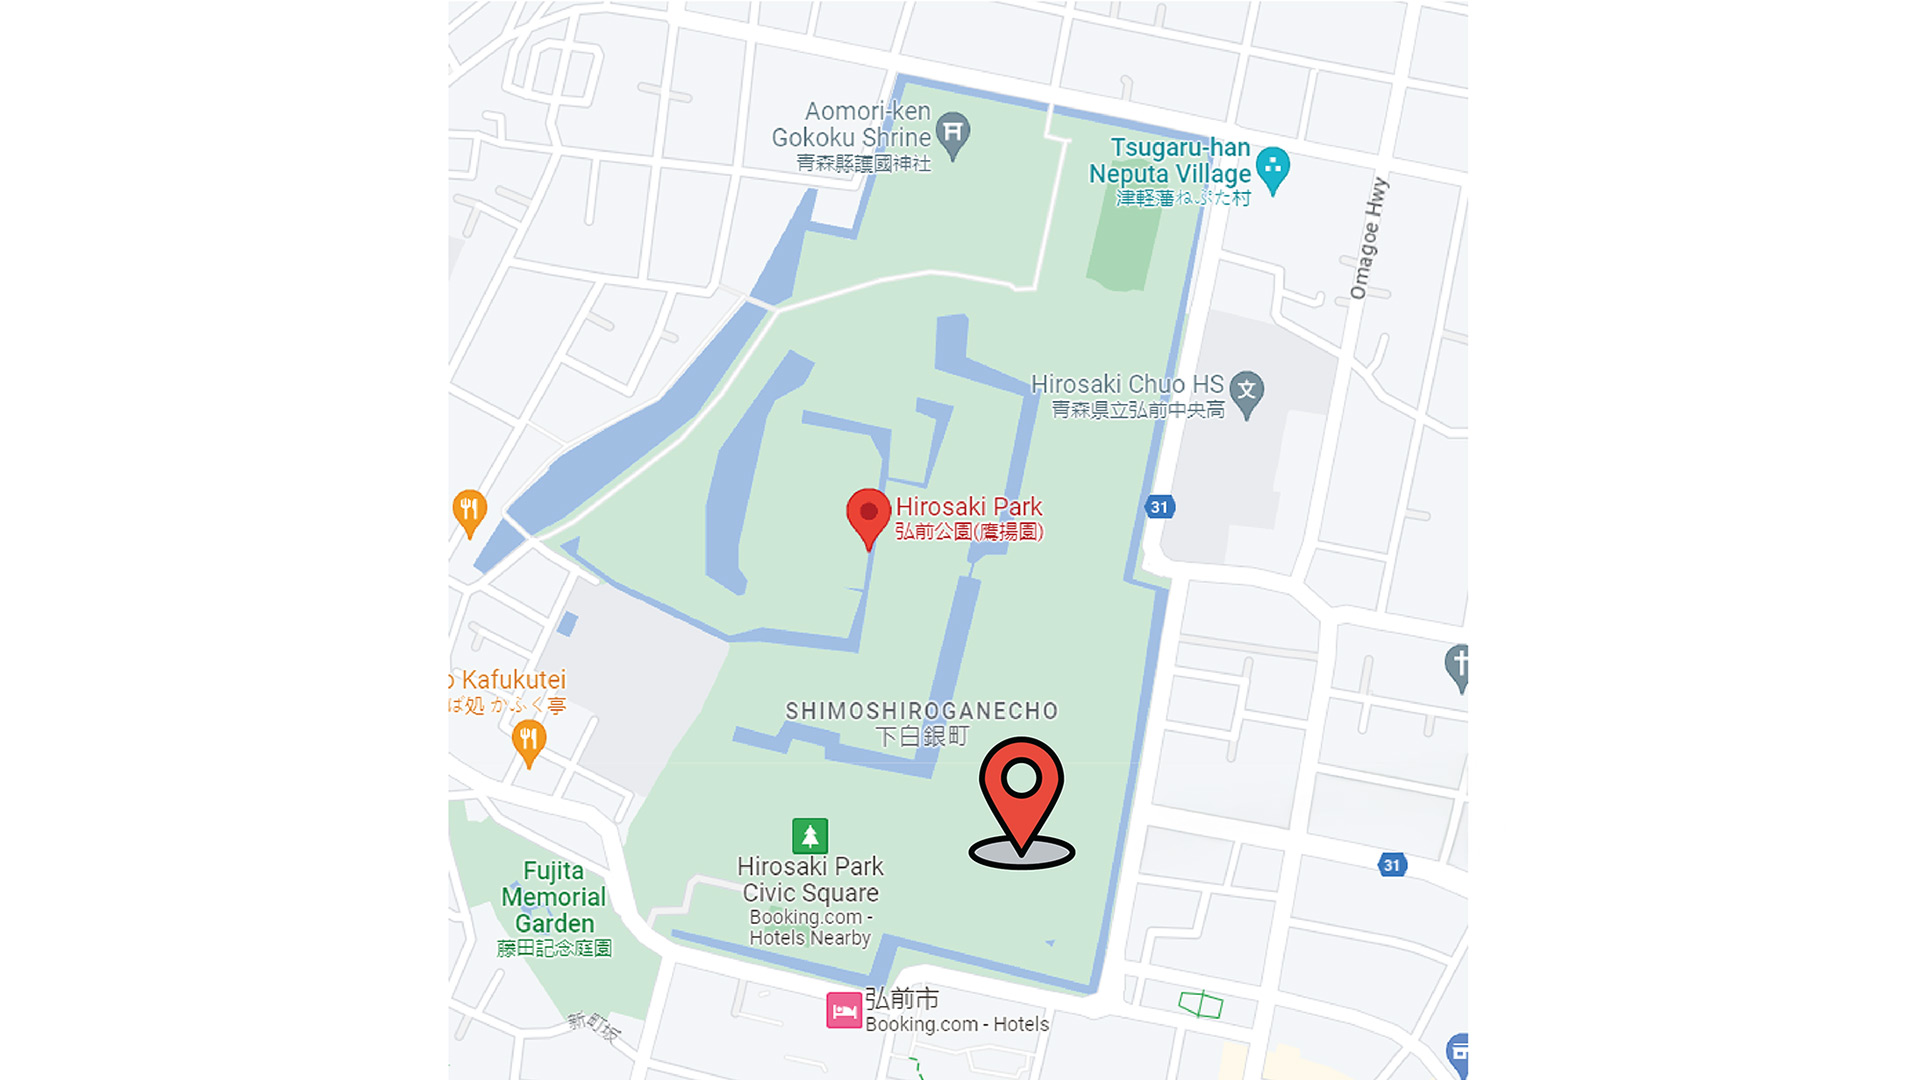 Aomori-ken
Gokoku Shrine
青森縣護國神社
Tsugaru-han
Neputa Village
津軽藩ねぷた村
Omagoe Hwy
Hirosaki Chuo HS
青森県立弘前中央高
文
Hirosaki Park
弘前公園(鷹揚園)
31
Kafukutei
ば処 かふく亭
SHIMOSHIROGANECHO
下白銀町
Hirosaki Park
Civic Square
Booking.com -
Hotels Nearby
31
Fujita
Memorial
Garden
藤田記念庭園
新町坂
弘前市
Booking.com - Hotels